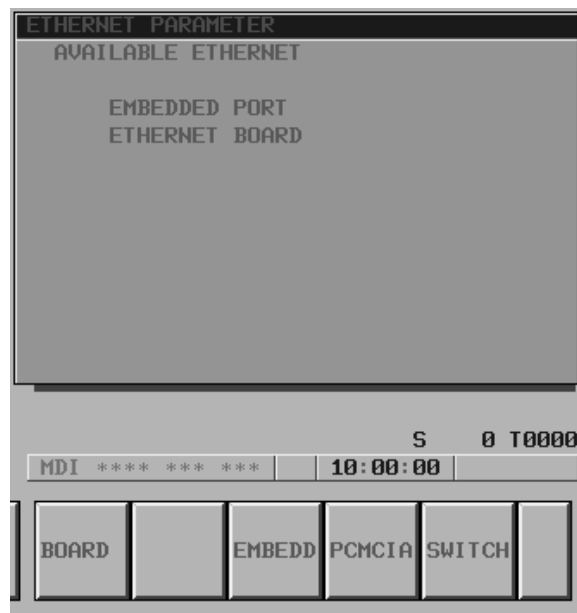 ETHERNET PARAMETER
AVAILABLE ETHERNET
EMBEDDED PORT
ETHERNET BOARD
S 0 T0000
MDI **** *** *** 10:00:00
BOARD EMBEDD PCMCIA SWITCH